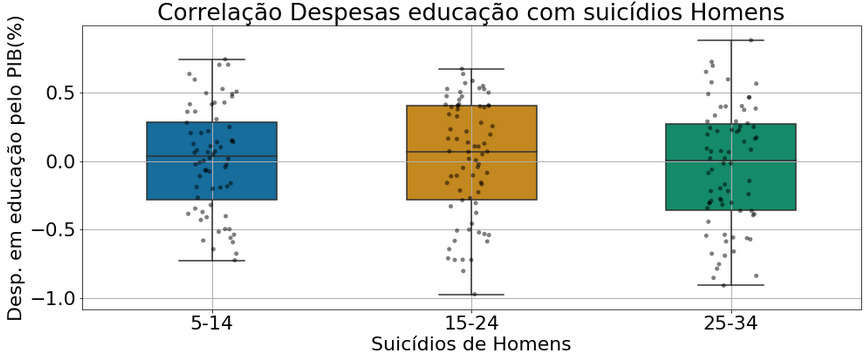 Correlação Despesas educação com suicídios Homens
Desp. em educação pelo PIB(%)
0.5
0.0
−0.5
−1.0
5-14
15-24
25-34
Suicídios de Homens